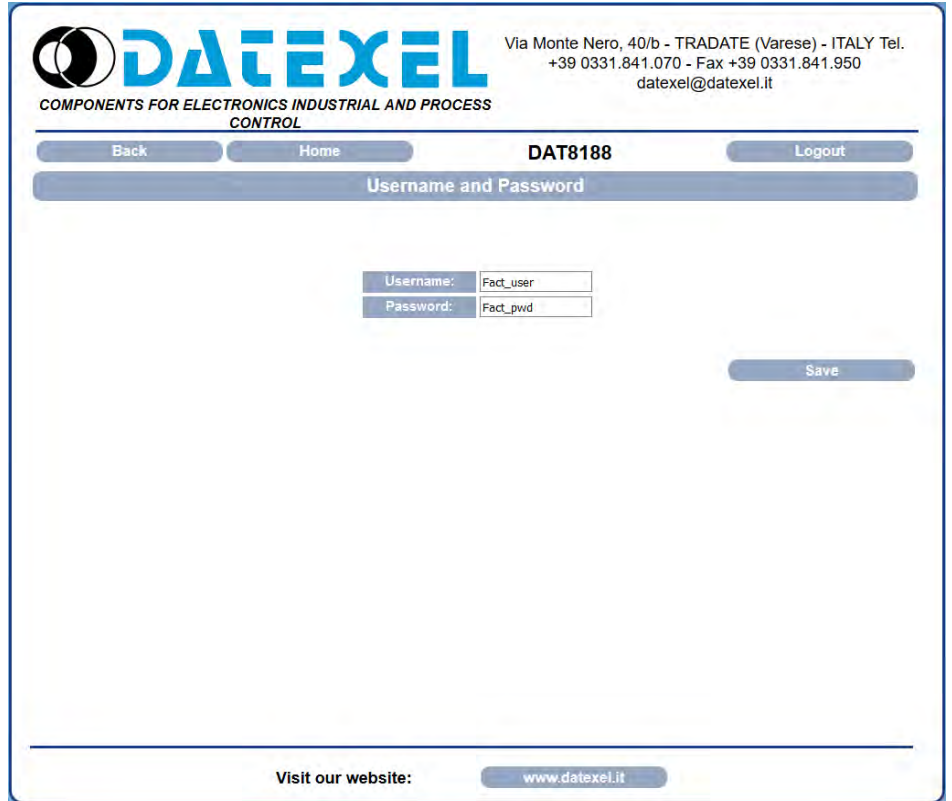 DATEXEL
COMPONENTS FOR ELECTRONICS INDUSTRIAL AND PROCESS
CONTROL
Via Monte Nero, 40/b - TRADATE (Varese) - ITALY Tel.
+39 0331.841.070 - Fax +39 0331.841.950
datexel@datexel.it
Back Home DAT8188 Logout
Username and Password
Username: Fact_user
Password: Fact_pwd
Save
Visit our website: www.datexel.it